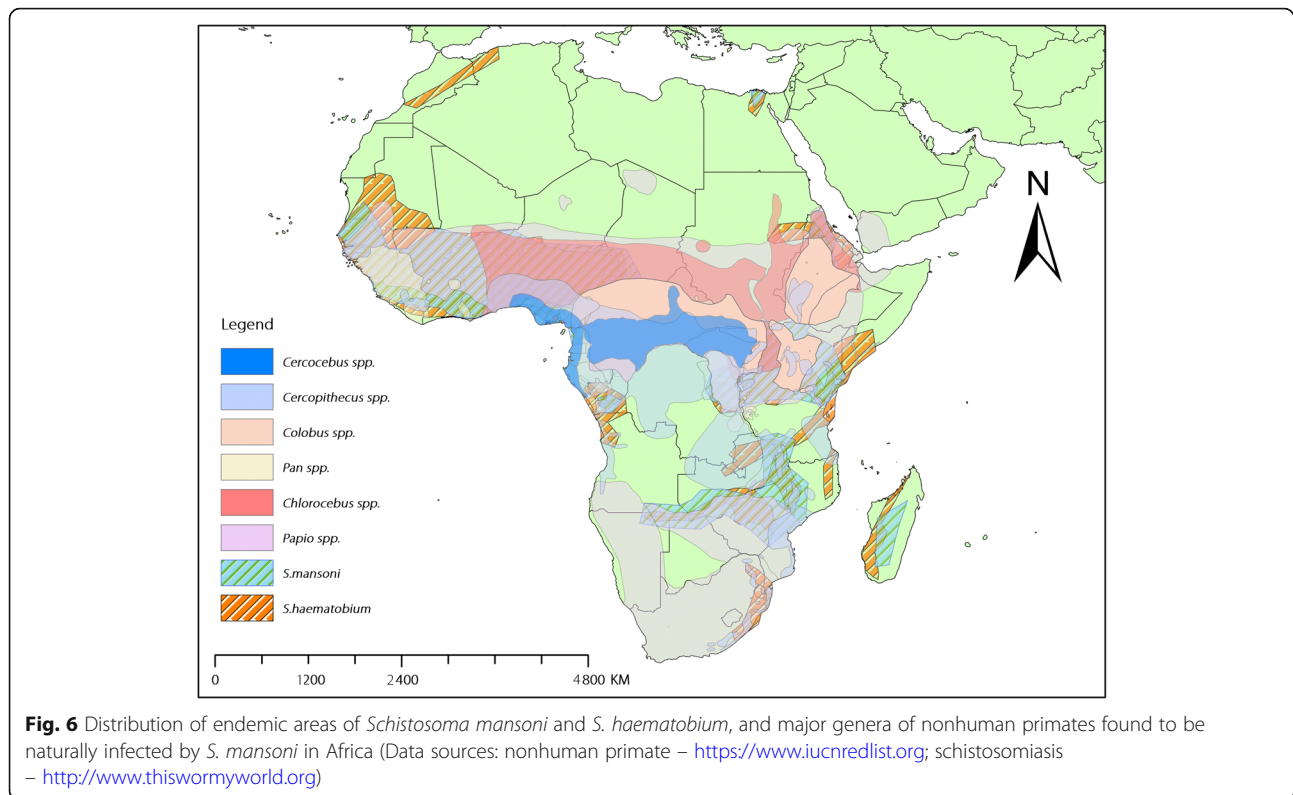 N
Legend
Cercocebus spp.
Cercopithecus spp.
Colobus spp.
Pan spp.
Chlorocebus spp.
Papio spp.
S.mansoni
S.haematobium
0 1200 2400 4800 KM
Fig. 6 Distribution of endemic areas of Schistosoma mansoni and S. haematobium, and major genera of nonhuman primates found to be
naturally infected by S. mansoni in Africa (Data sources: nonhuman primate – https://www.iucnredlist.org; schistosomiasis
– http://www.thiswormyworld.org)